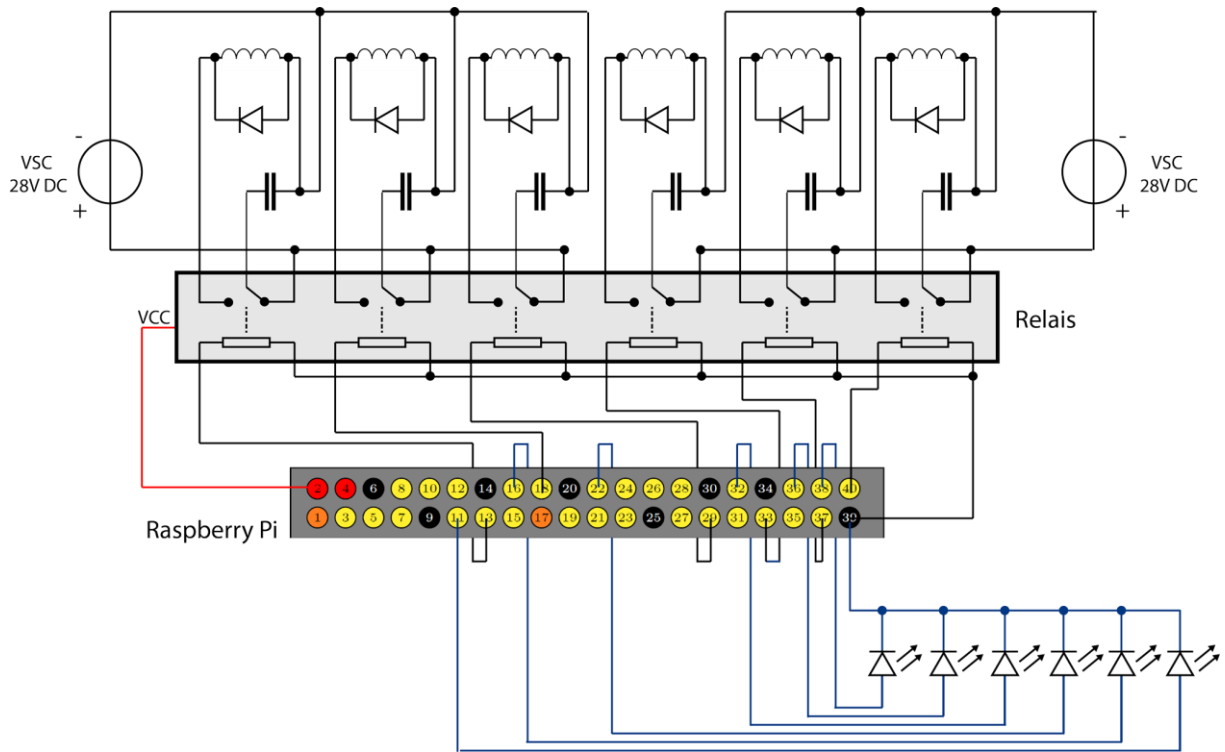 -
VSC
28V DC
+
-
VSC
28V DC
+
VCC
Relais
2 4 6 8 10 12 14 16 18 20 22 24 26 28 30 32 34 36 38 40
Raspberry Pi
1 3 5 7 9 11 13 15 17 19 21 23 25 27 29 31 33 35 37 39